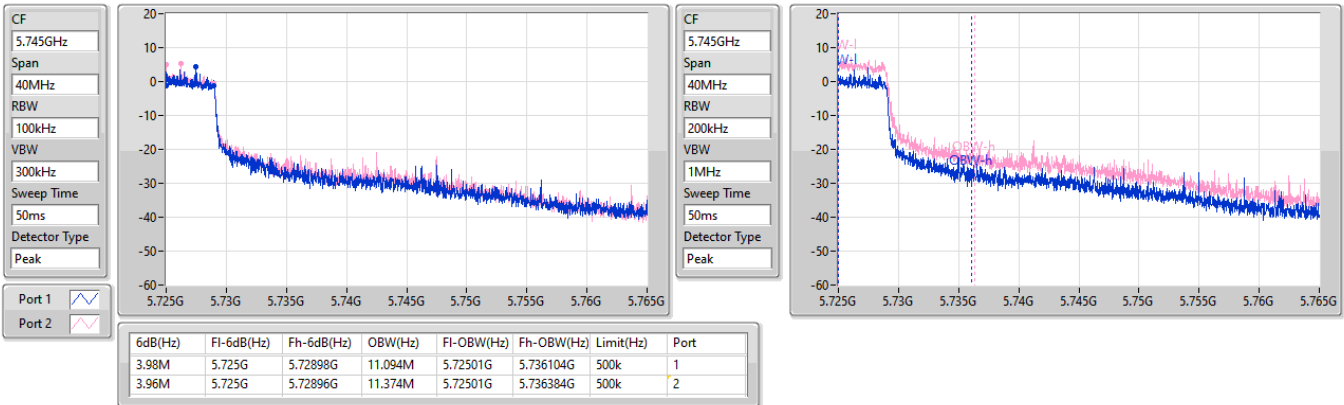 CF
5.745GHz
Span
40MHz
RBW
100kHz
VBW
300kHz
Sweep Time
50ms
Detector Type
Peak
Port 1
Port 2
20-
10-
0-
-10-
-20-
-30-
-40-
-50-
-60-
5.725G 5.73G 5.735G 5.74G 5.745G 5.75G 5.755G 5.76G 5.765G
CF
5.745GHz
Span
40MHz
RBW
200kHz
VBW
1MHz
Sweep Time
50ms
Detector Type
Peak
20-
10-
0-
-10-
-20-
-30-
-40-
-50-
-60-
W-l
W-l
OBW-h
OBW-h
5.725G 5.73G 5.735G 5.74G 5.745G 5.75G 5.755G 5.76G 5.765G
6dB(Hz) Fl-6dB(Hz) Fh-6dB(Hz) OBW(Hz) Fl-OBW(Hz) Fh-OBW(Hz) Limit(Hz) Port
3.98M 5.725G 5.72898G 11.094M 5.72501G 5.736104G 500k 1
3.96M 5.725G 5.72896G 11.374M 5.72501G 5.736384G 500k 2